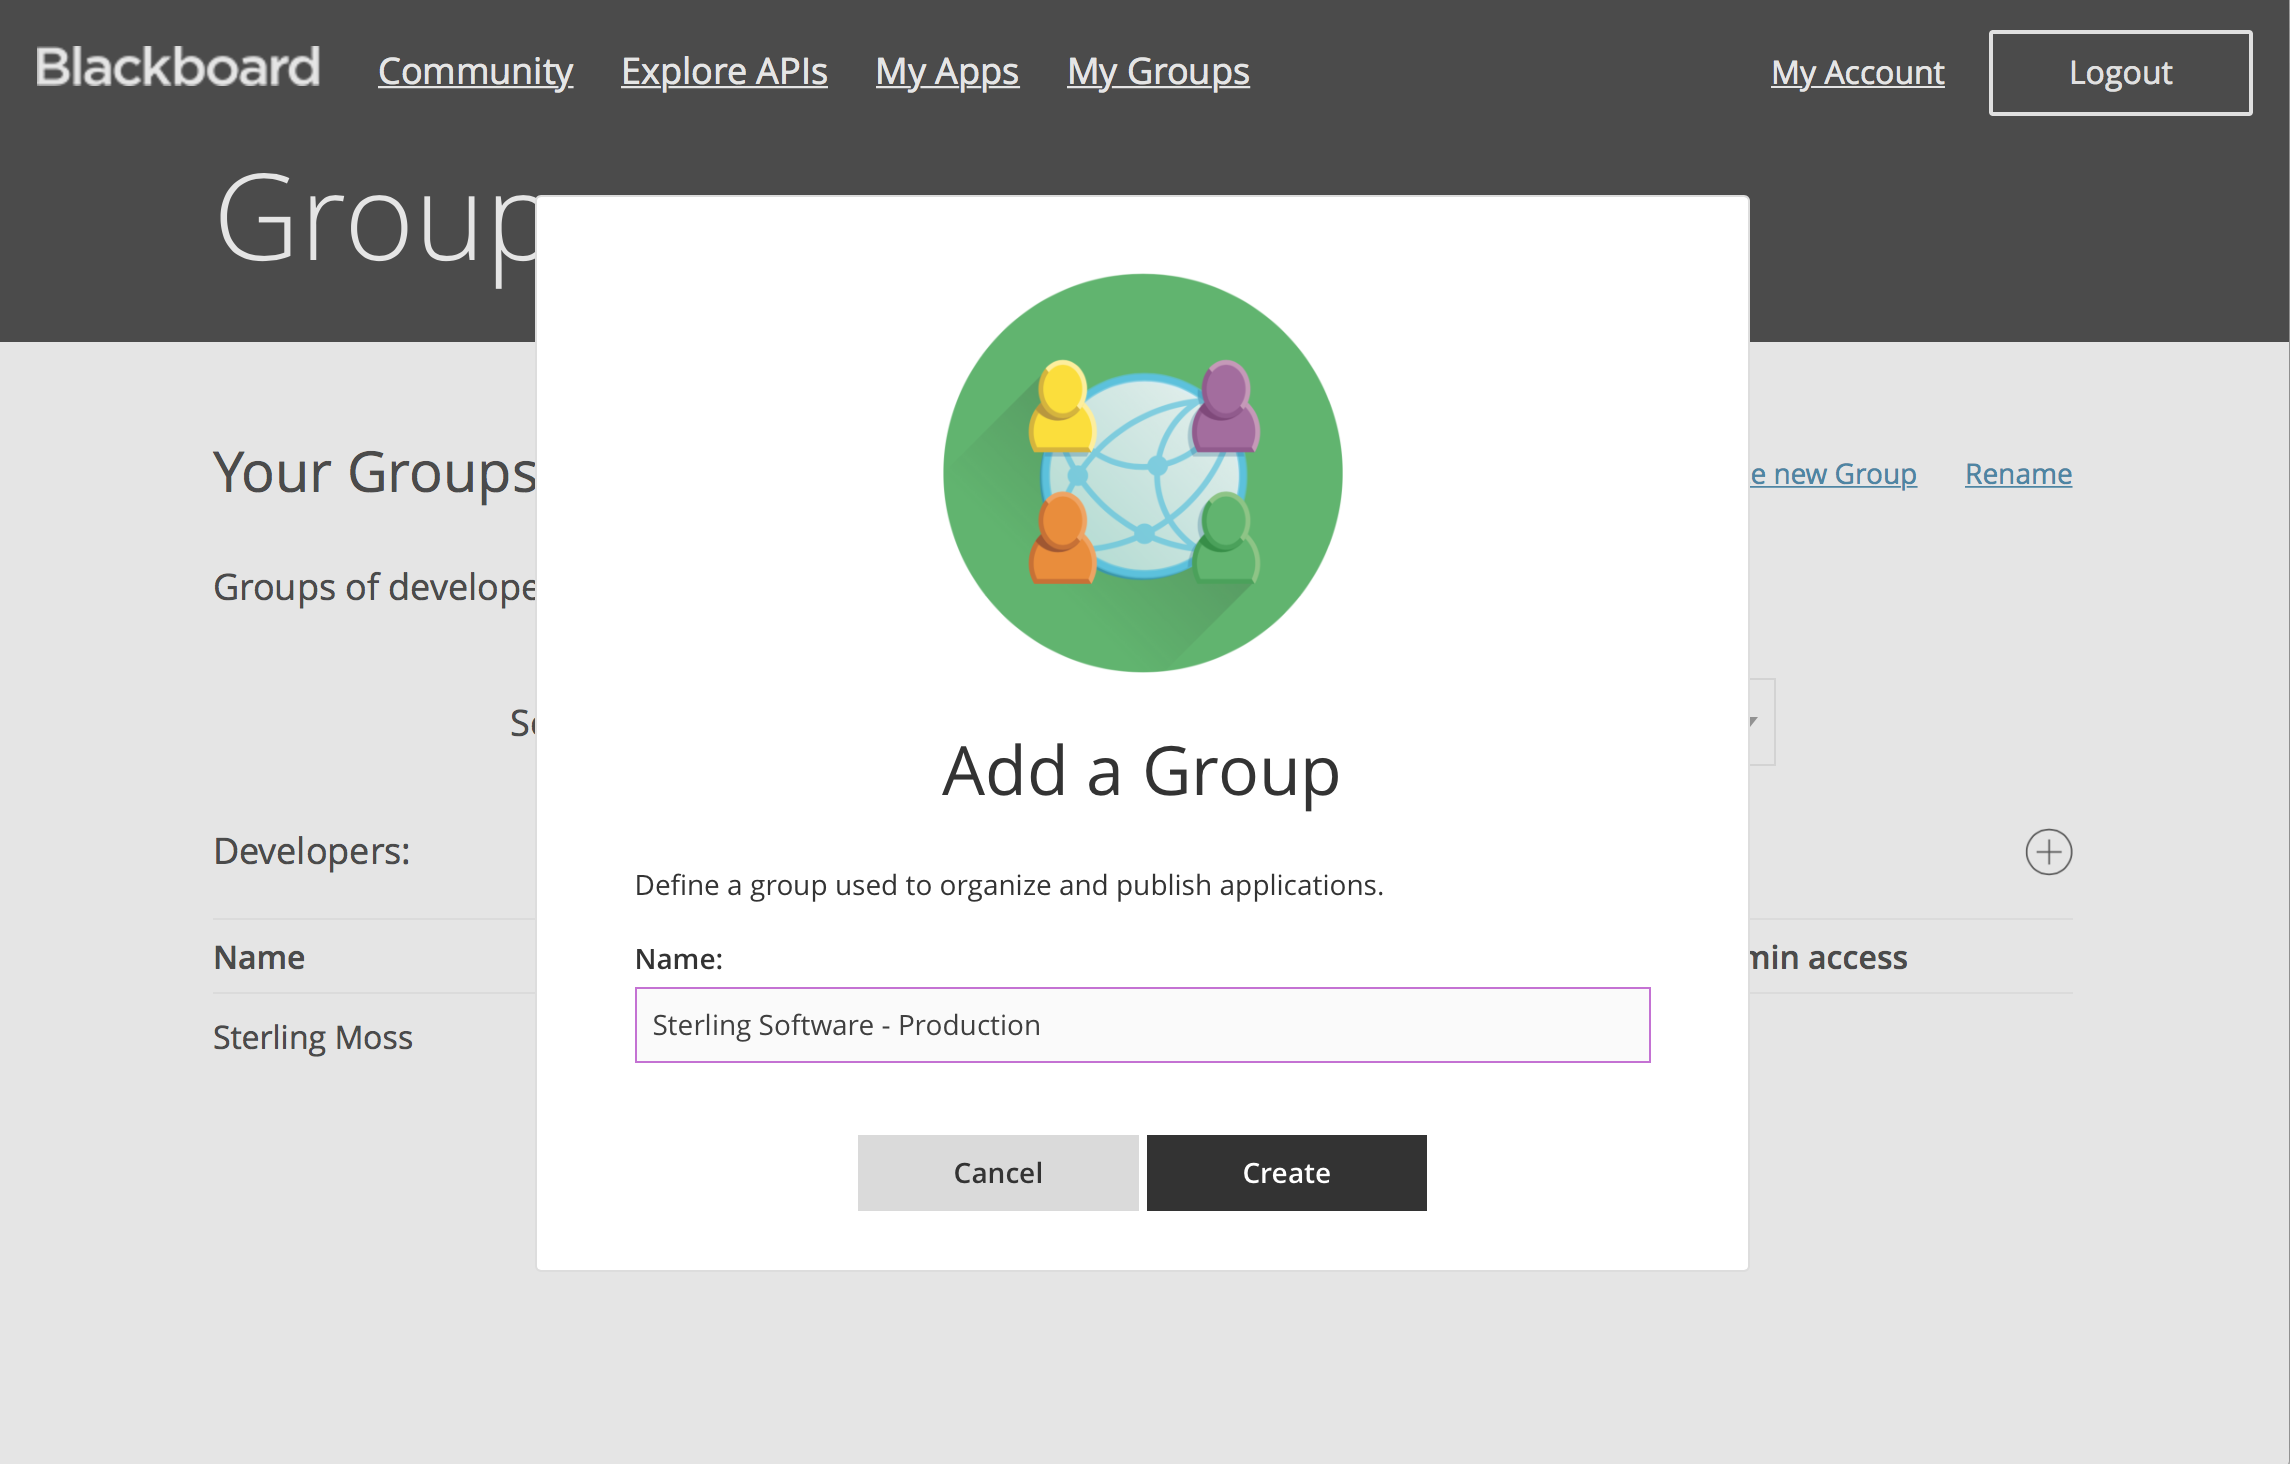 Blackboard Community Explore APIs My Apps My Groups My Account Logout
Group
Add a Group
Define a group used to organize and publish applications.
Name:
Sterling Software - Production
Cancel Create
Your Groups
e new Group Rename
Groups of develope
Developers:
Name
min access
Sterling Moss